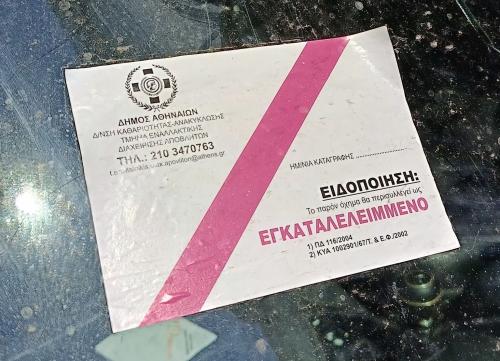 ΔΗΜΟΣ ΑΘΗΝΑΙΩΝ
Δ/ΝΣΗ ΚΑΘΑΡΙΟΤΗΤΑΣ-ΑΝΑΚΥΚΛΩΣΗΣ
ΤΜΗΜΑ ΕΝΑΛΛΑΚΤΙΚΗΣ
ΔΙΑΧΕΙΡΙΣΗΣ ΑΠΟΒΛΗΤΩΝ
ΤΗΛ.: 210 3470763
ΗΜ/ΝΙΑ ΚΑΤΑΓΡΑΦΗΣ
ΕΙΔΟΠΟΙΗΣΗ:
Το παρόν όχημα θα περισυλλεγεί ως
ΕΓΚΑΤΑΛΕΛΕΙΜΜΕΝΟ
1) ΠΔ 116/2004
2) ΚΥΑ 1002901/67/Τ. & Ε.Φ./2002